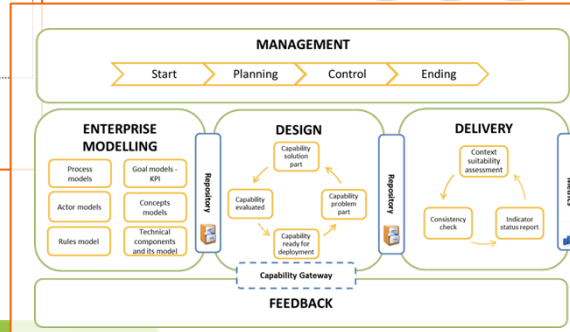 MANAGEMENT
Start
Planning
Control
Ending
ENTERPRISE
MODELLING
Process
models
Goal models -
KPI
Actor models
Concepts
models
Rules model
Technical
components
and its model
Repository
DESIGN
Capability
solution
part
Capability
evaluated
Capability
problem
part
Capability
ready for
deployment
Repository
DELIVERY
Context
suitability
assessment
Consistency
check
Indicator
status report
Capability Gateway
FEEDBACK